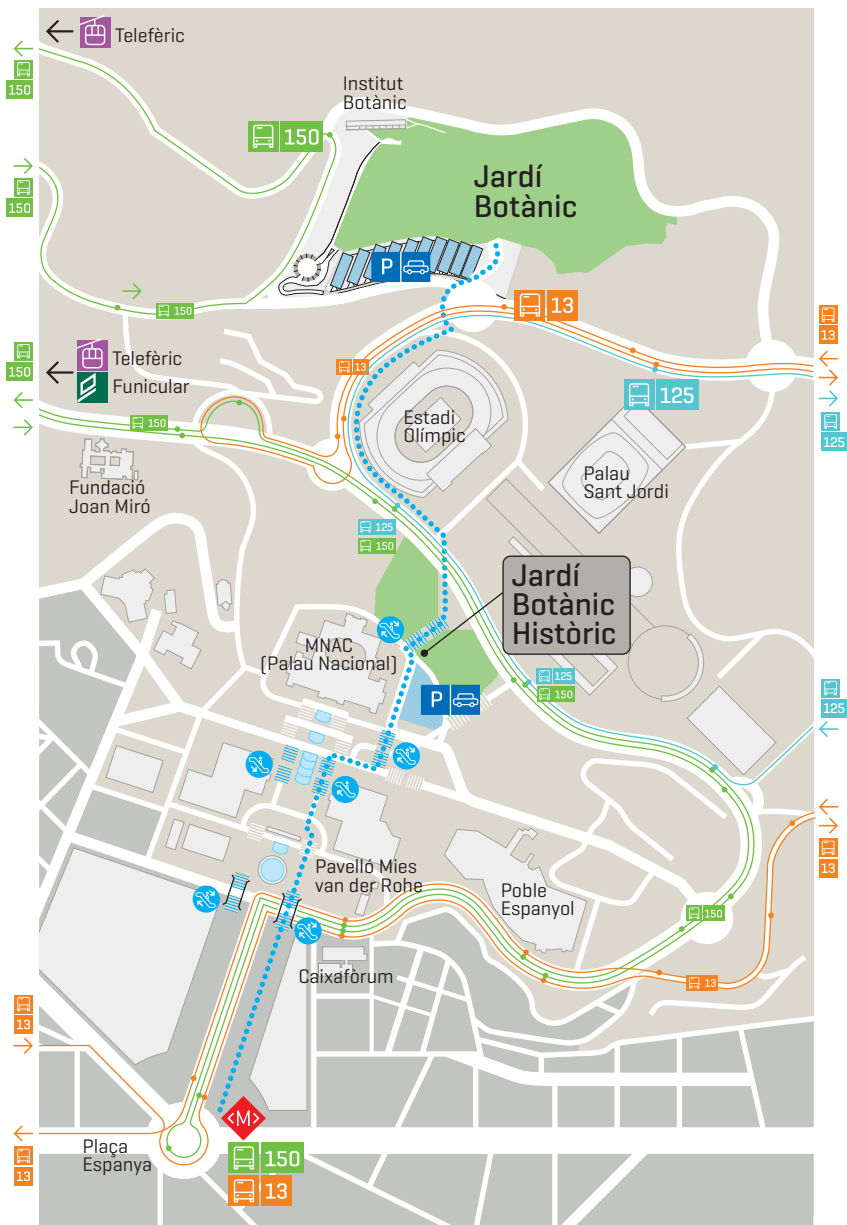 Telefèric
150
Institut
Botànic
150
Jardí
Botànic
150
P
150
13
13
150
Telefèric
Funicular
13
125
125
Estadi
Olímpic
150
Palau
Sant Jordi
Fundació
Joan Miró
125
150
Jardí
Botànic
Històric
MNAC
(Palau Nacional)
125
150
P
125
13
Pavelló Mies
van der Rohe
Poble
Espanyol
150
Caixafòrum
13
13
<M>
Plaça
Espanya
150
13
13